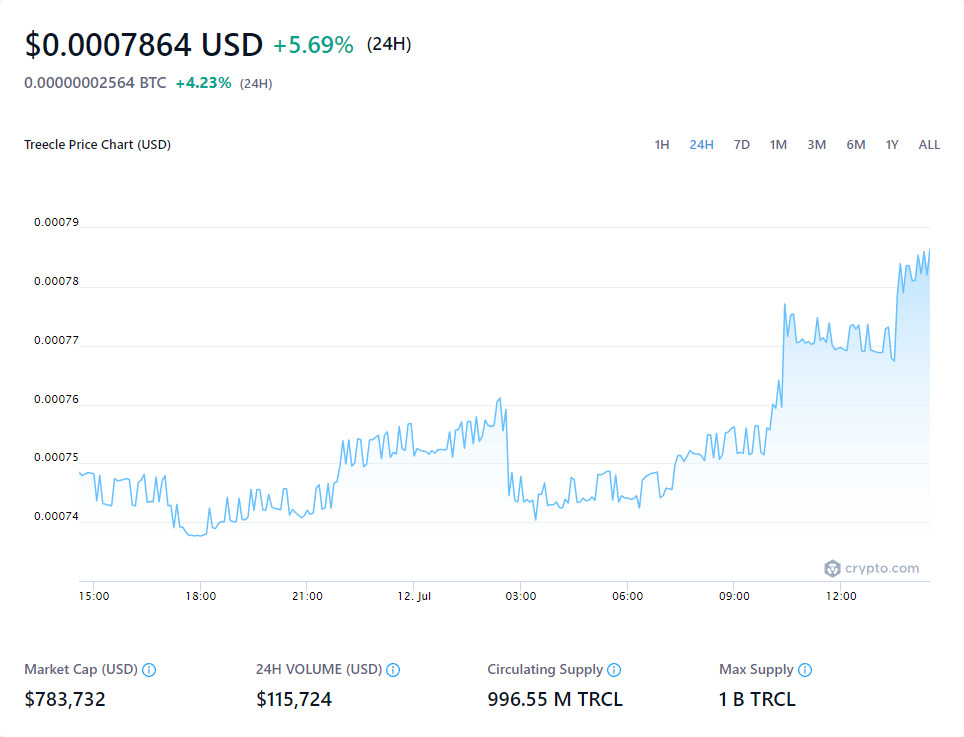 $0.0007864 USD +5.69% (24H)
0.00000002564 BTC +4.23% (24H)
Treecle Price Chart (USD) 1H 24H 7D 1M 3M 6M 1Y ALL
0.00079
0.00078
0.00077
0.00076
0.00075
0.00074
crypto.com
15:00 18:00 21:00 12. Jul 03:00 06:00 09:00 12:00
Market Cap (USD) 24H VOLUME (USD) Circulating Supply Max Supply
$783,732 $115,724 996.55 M TRCL 1 B TRCL